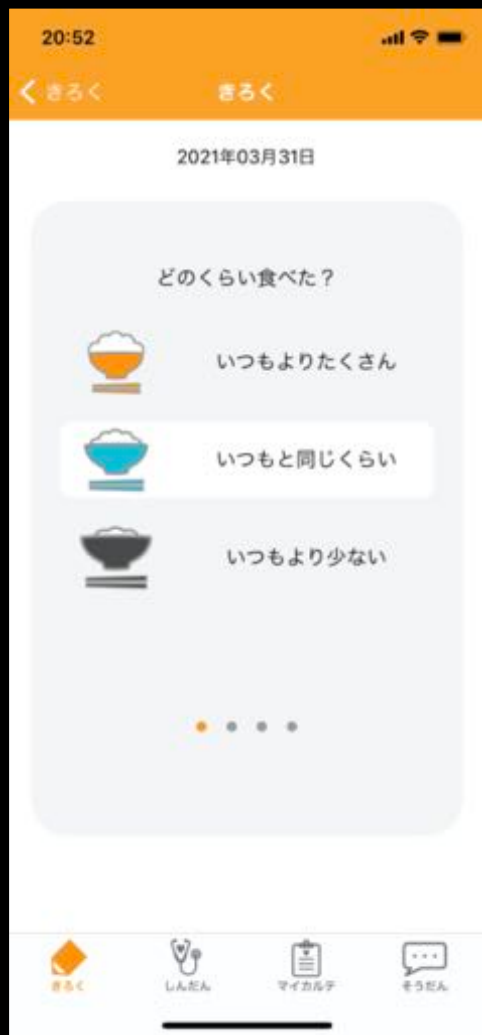 20:52
きろく きろく
2021年03月31日
どのくらい食べた？
いつもよりたくさん
いつもと同じくらい
いつもより少ない
きろく しんだん マイカルテ そうだん